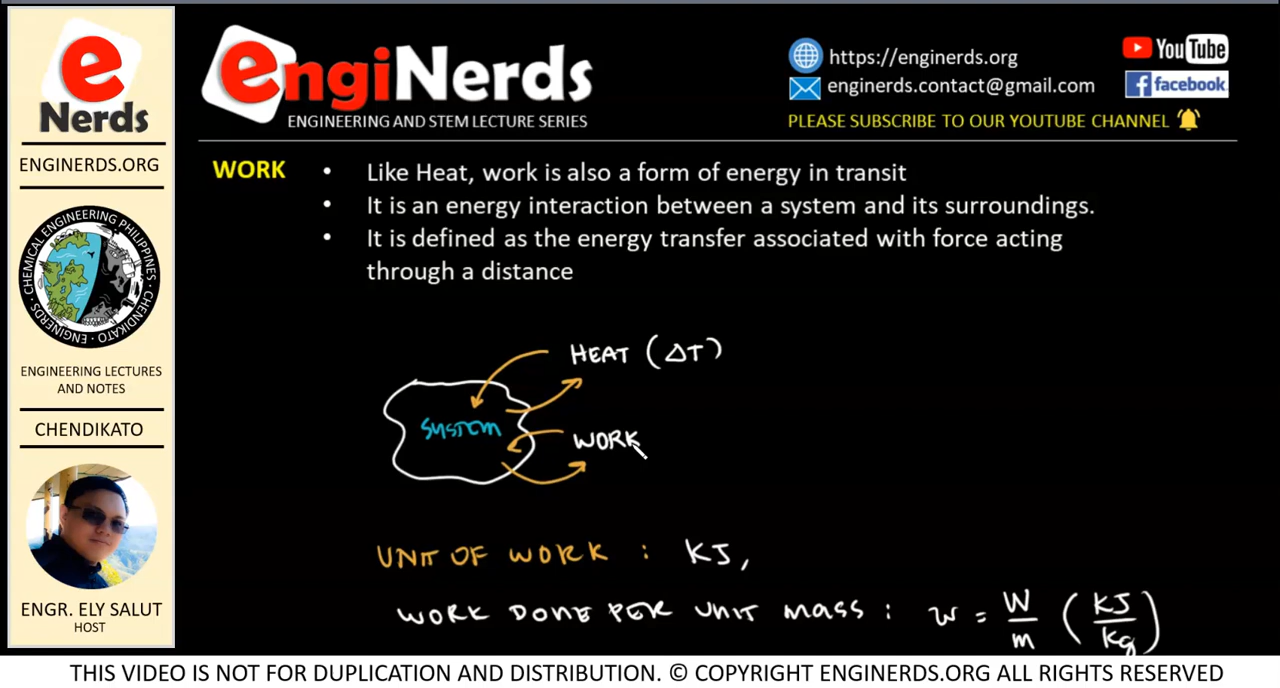 e
Nerds
ENGINERDS.ORG
CHEMICAL ENGINEERING PHILIPPINES
ENGINERDS · CHENDIKATO
ENGINEERING LECTURES
AND NOTES
CHENDIKATO
ENGR. ELY SALUT
HOST
engiNerds
ENGINEERING AND STEM LECTURE SERIES
https://enginerds.org
enginerds.contact@gmail.com
YouTube
facebook
PLEASE SUBSCRIBE TO OUR YOUTUBE CHANNEL
WORK
• Like Heat, work is also a form of energy in transit
• It is an energy interaction between a system and its surroundings.
• It is defined as the energy transfer associated with force acting
through a distance
HEAT (ΔT)
SYSTEM
WORK
UNIT OF WORK : KJ,
WORK DONE PER UNIT MASS : w = W/m (KJ/kg)
THIS VIDEO IS NOT FOR DUPLICATION AND DISTRIBUTION. © COPYRIGHT ENGINERDS.ORG ALL RIGHTS RESERVED